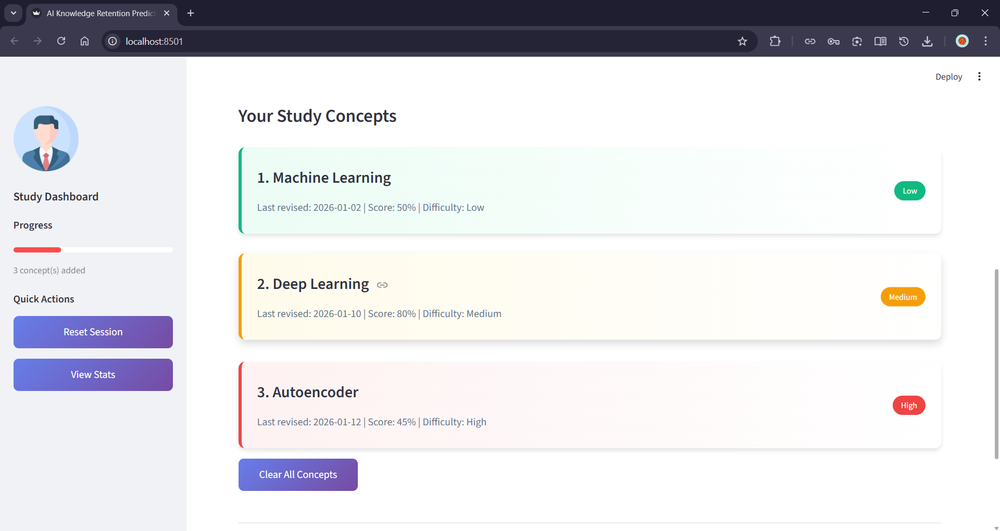 AI Knowledge Retention Predict
localhost:8501
Deploy
Study Dashboard
Progress
3 concept(s) added
Quick Actions
Reset Session
View Stats
Your Study Concepts
1. Machine Learning
Last revised: 2026-01-02 | Score: 50% | Difficulty: Low
Low
2. Deep Learning
Last revised: 2026-01-10 | Score: 80% | Difficulty: Medium
Medium
3. Autoencoder
Last revised: 2026-01-12 | Score: 45% | Difficulty: High
High
Clear All Concepts